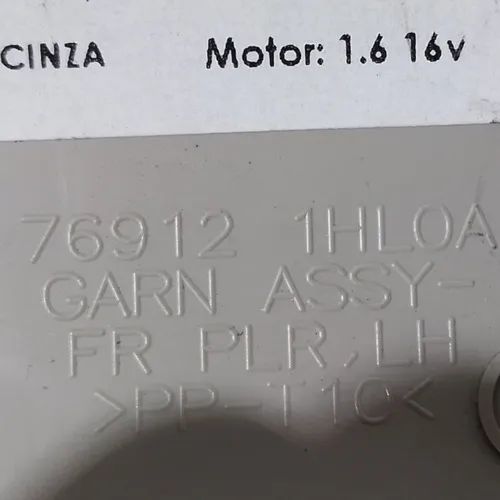 CINZA Motor: 1.6 16v
76912 1HL0A
GARN ASSY-
FR PLR,LH
>PP-T10<